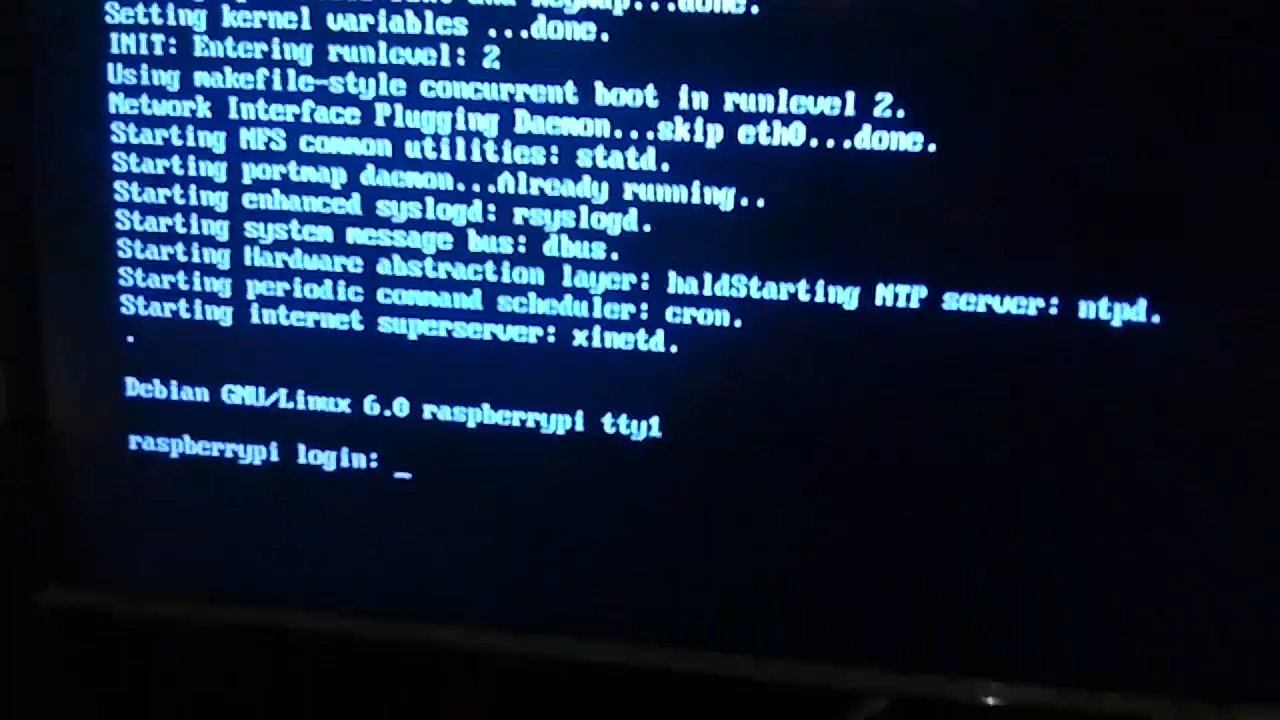 Setting kernel variables ...done.
INIT: Entering runlevel: 2
Using makefile-style concurrent boot in runlevel 2.
Network Interface Plugging Daemon...skip eth0...done.
Starting NFS common utilities: statd.
Starting portmap daemon...Already running..
Starting enhanced syslogd: rsyslogd.
Starting system message bus: dbus.
Starting Hardware abstraction layer: haldStarting NTP server: ntpd.
Starting periodic command scheduler: cron.
Starting internet superserver: xinetd.
.
Debian GNU/Linux 6.0 raspberrypi tty1
raspberrypi login: _